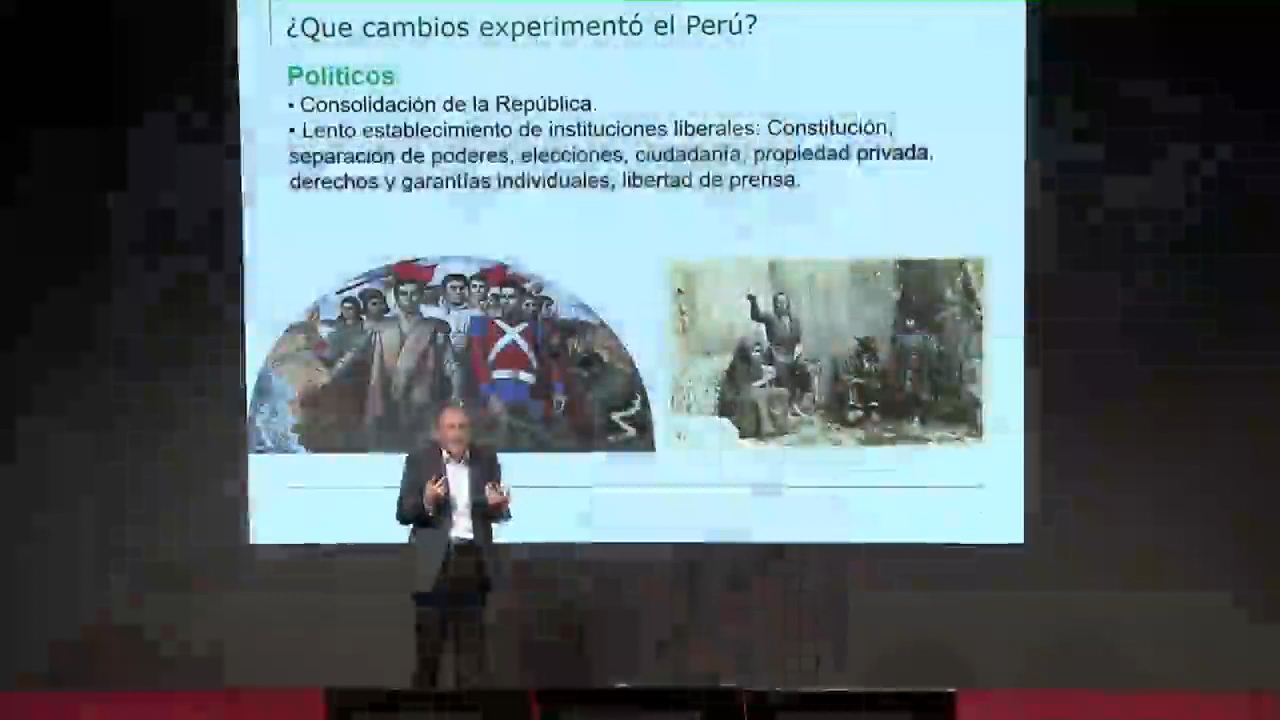 ¿Que cambios experimentó el Perú?
Politicos
• Consolidación de la República.
• Lento establecimiento de instituciones liberales: Constitución,
separación de poderes, elecciones, ciudadanía, propiedad privada,
derechos y garantías individuales, libertad de prensa.